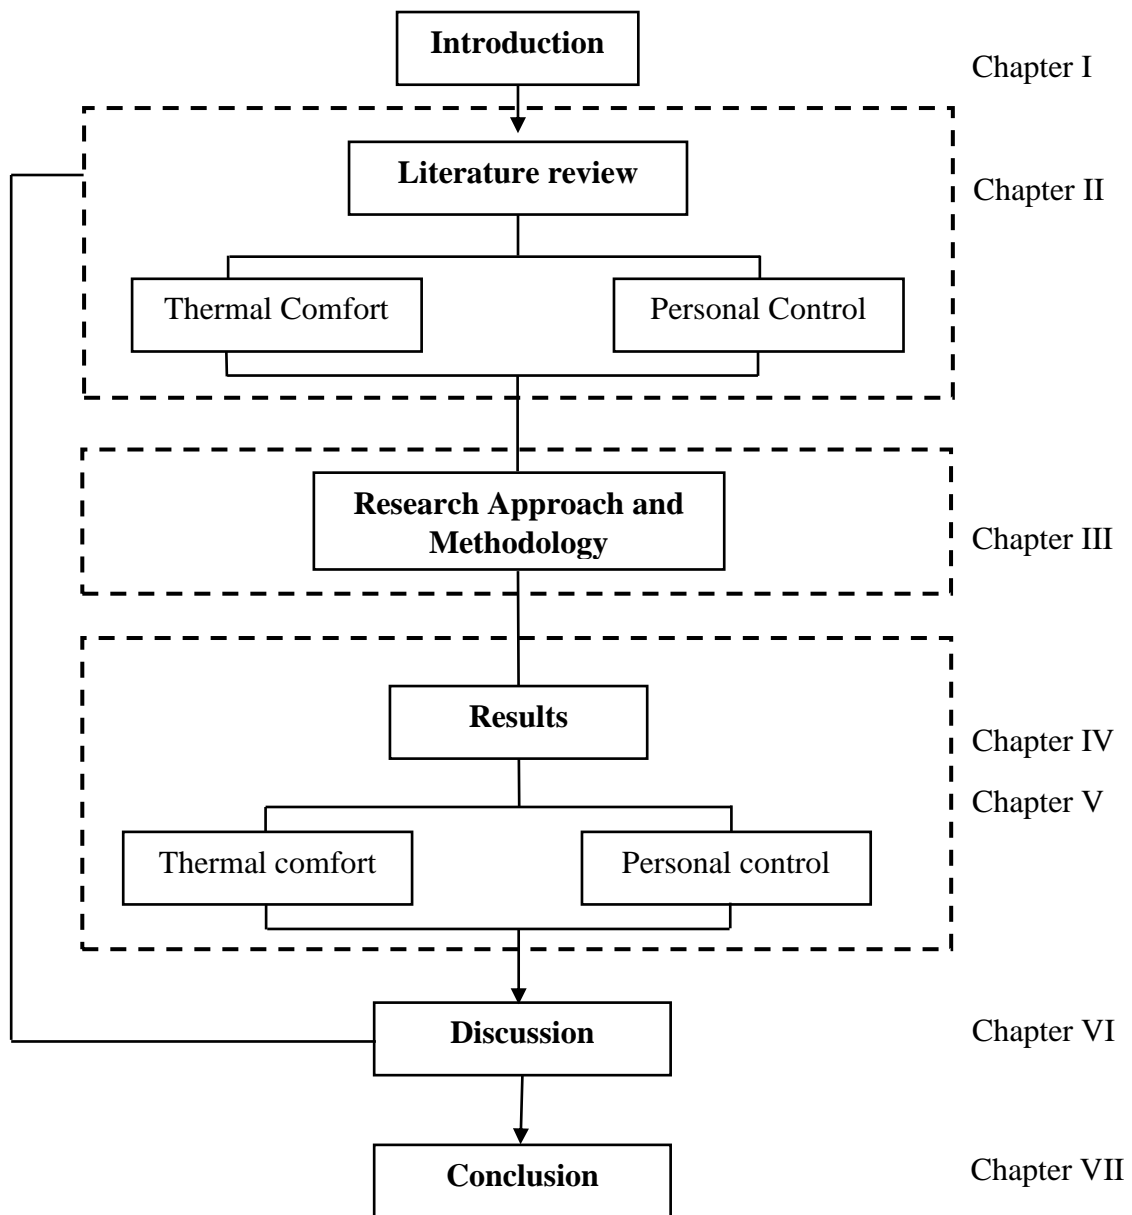 Introduction
Chapter I
Literature review
Chapter II
Thermal Comfort
Personal Control
Research Approach and
Methodology
Chapter III
Results
Chapter IV
Chapter V
Thermal comfort
Personal control
Discussion
Chapter VI
Conclusion
Chapter VII